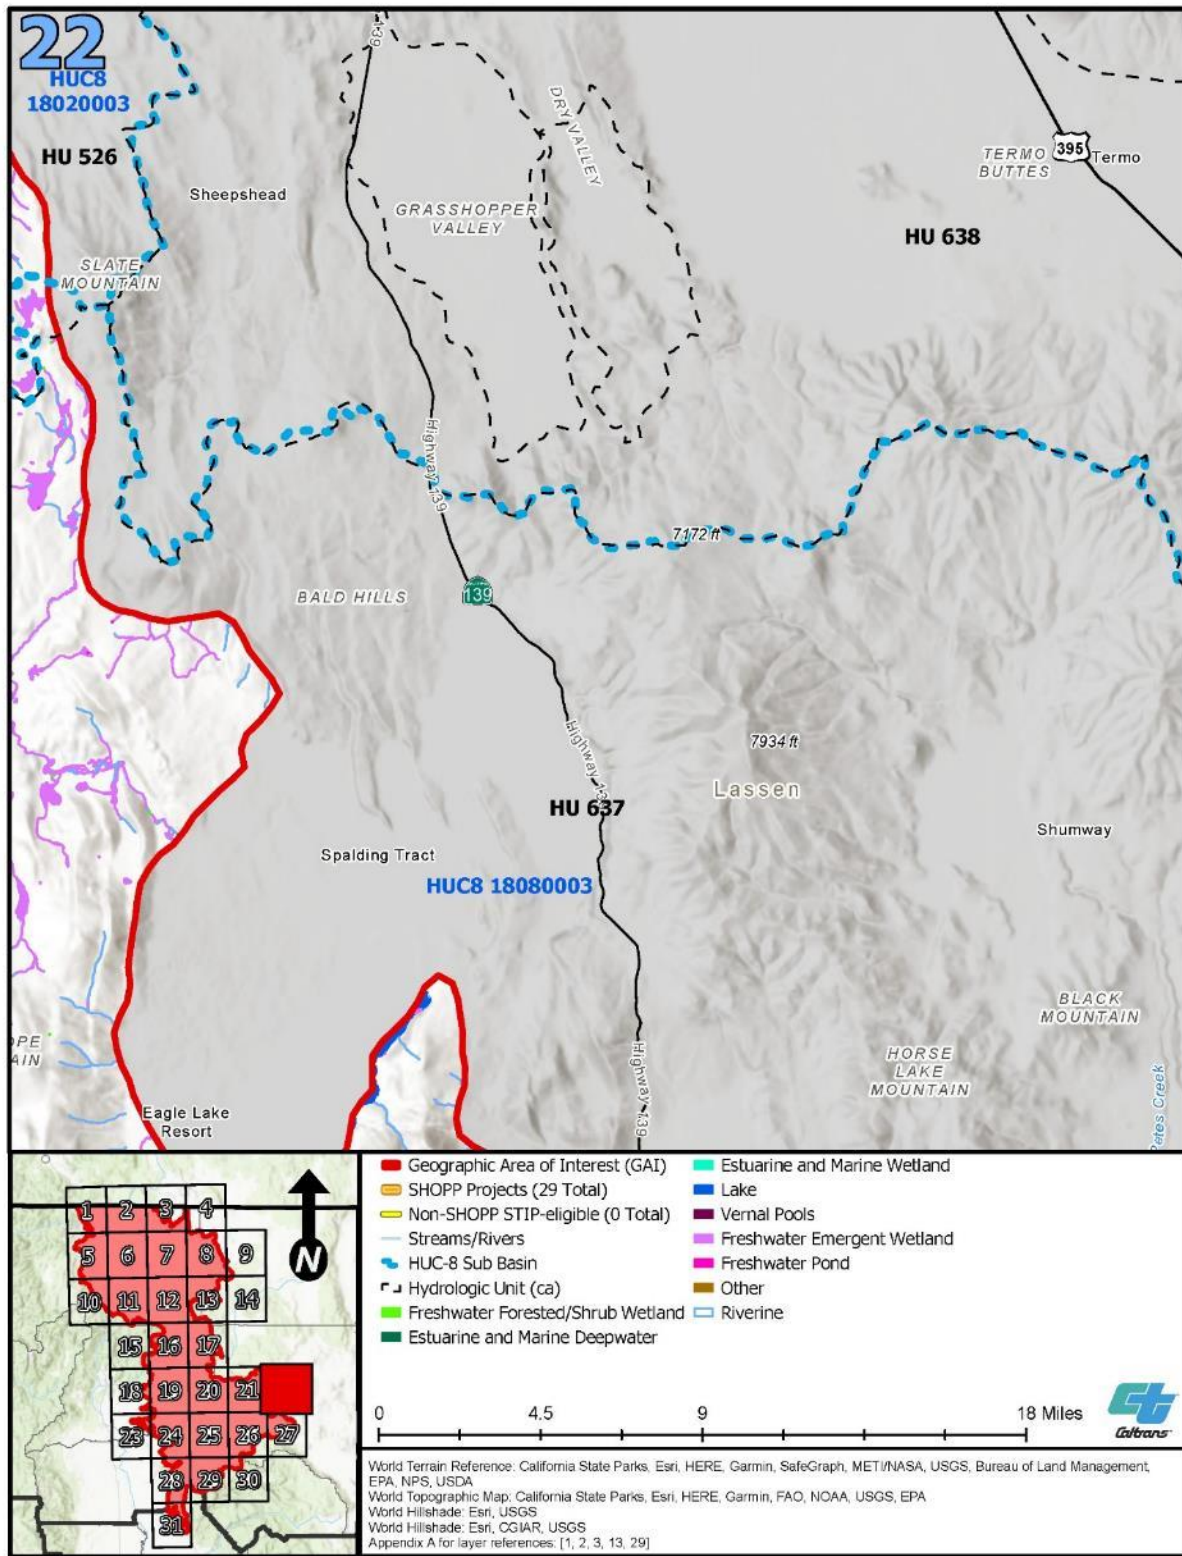 22
HUC8
18020003
HU 526
139
Sheepshead
DRY VALLEY
GRASSHOPPER
VALLEY
TERMO
BUTTES
395
Termo
HU 638
SLATE
MOUNTAIN
Highway 139
7172 ft
BALD HILLS
139
Highway 13
7934 ft
Lassen
HU 637
Shumway
Spalding Tract
HUC8 18080003
BLACK
MOUNTAIN
OPE
AIN
HORSE
LAKE
MOUNTAIN
Highway 139
Petes Creek
Eagle Lake
Resort
1 2 3 4
5 6 7 8 9
10 11 12 13 14
15 16 17
18 19 20 21
23 24 25 26 27
28 29 30
31
N
Geographic Area of Interest (GAI)
SHOPP Projects (29 Total)
Non-SHOPP STIP-eligible (0 Total)
Streams/Rivers
HUC-8 Sub Basin
Hydrologic Unit (ca)
Freshwater Forested/Shrub Wetland
Estuarine and Marine Deepwater
Estuarine and Marine Wetland
Lake
Vernal Pools
Freshwater Emergent Wetland
Freshwater Pond
Other
Riverine
0 4.5 9 18 Miles
Ct
Caltrans
World Terrain Reference: California State Parks, Esri, HERE, Garmin, SafeGraph, METI/NASA, USGS, Bureau of Land Management,
EPA, NPS, USDA
World Topographic Map: California State Parks, Esri, HERE, Garmin, FAO, NOAA, USGS, EPA
World Hillshade: Esri, USGS
World Hillshade: Esri, CGIAR, USGS
Appendix A for layer references: [1, 2, 3, 13, 29]